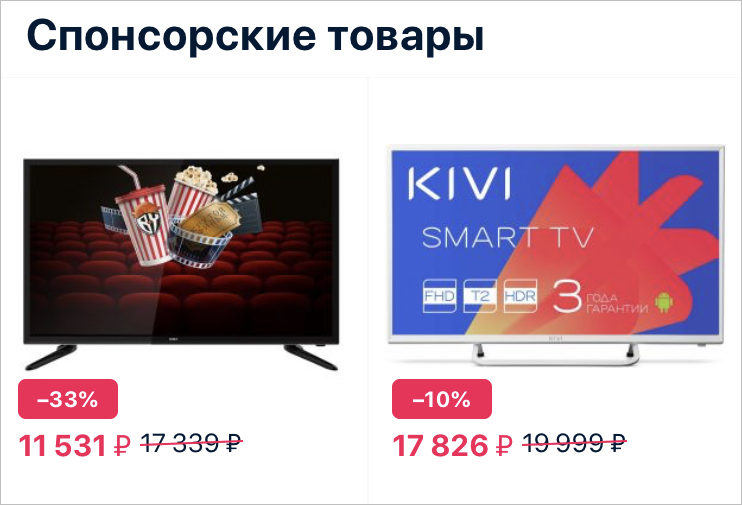 Спонсорские товары
KIVI
SMART TV
FHD T2 HDR 3 ГОДА
ГАРАНТИИ
KIVI
–33%
–10%
11 531 ₽ 17 339 ₽
17 826 ₽ 19 999 ₽